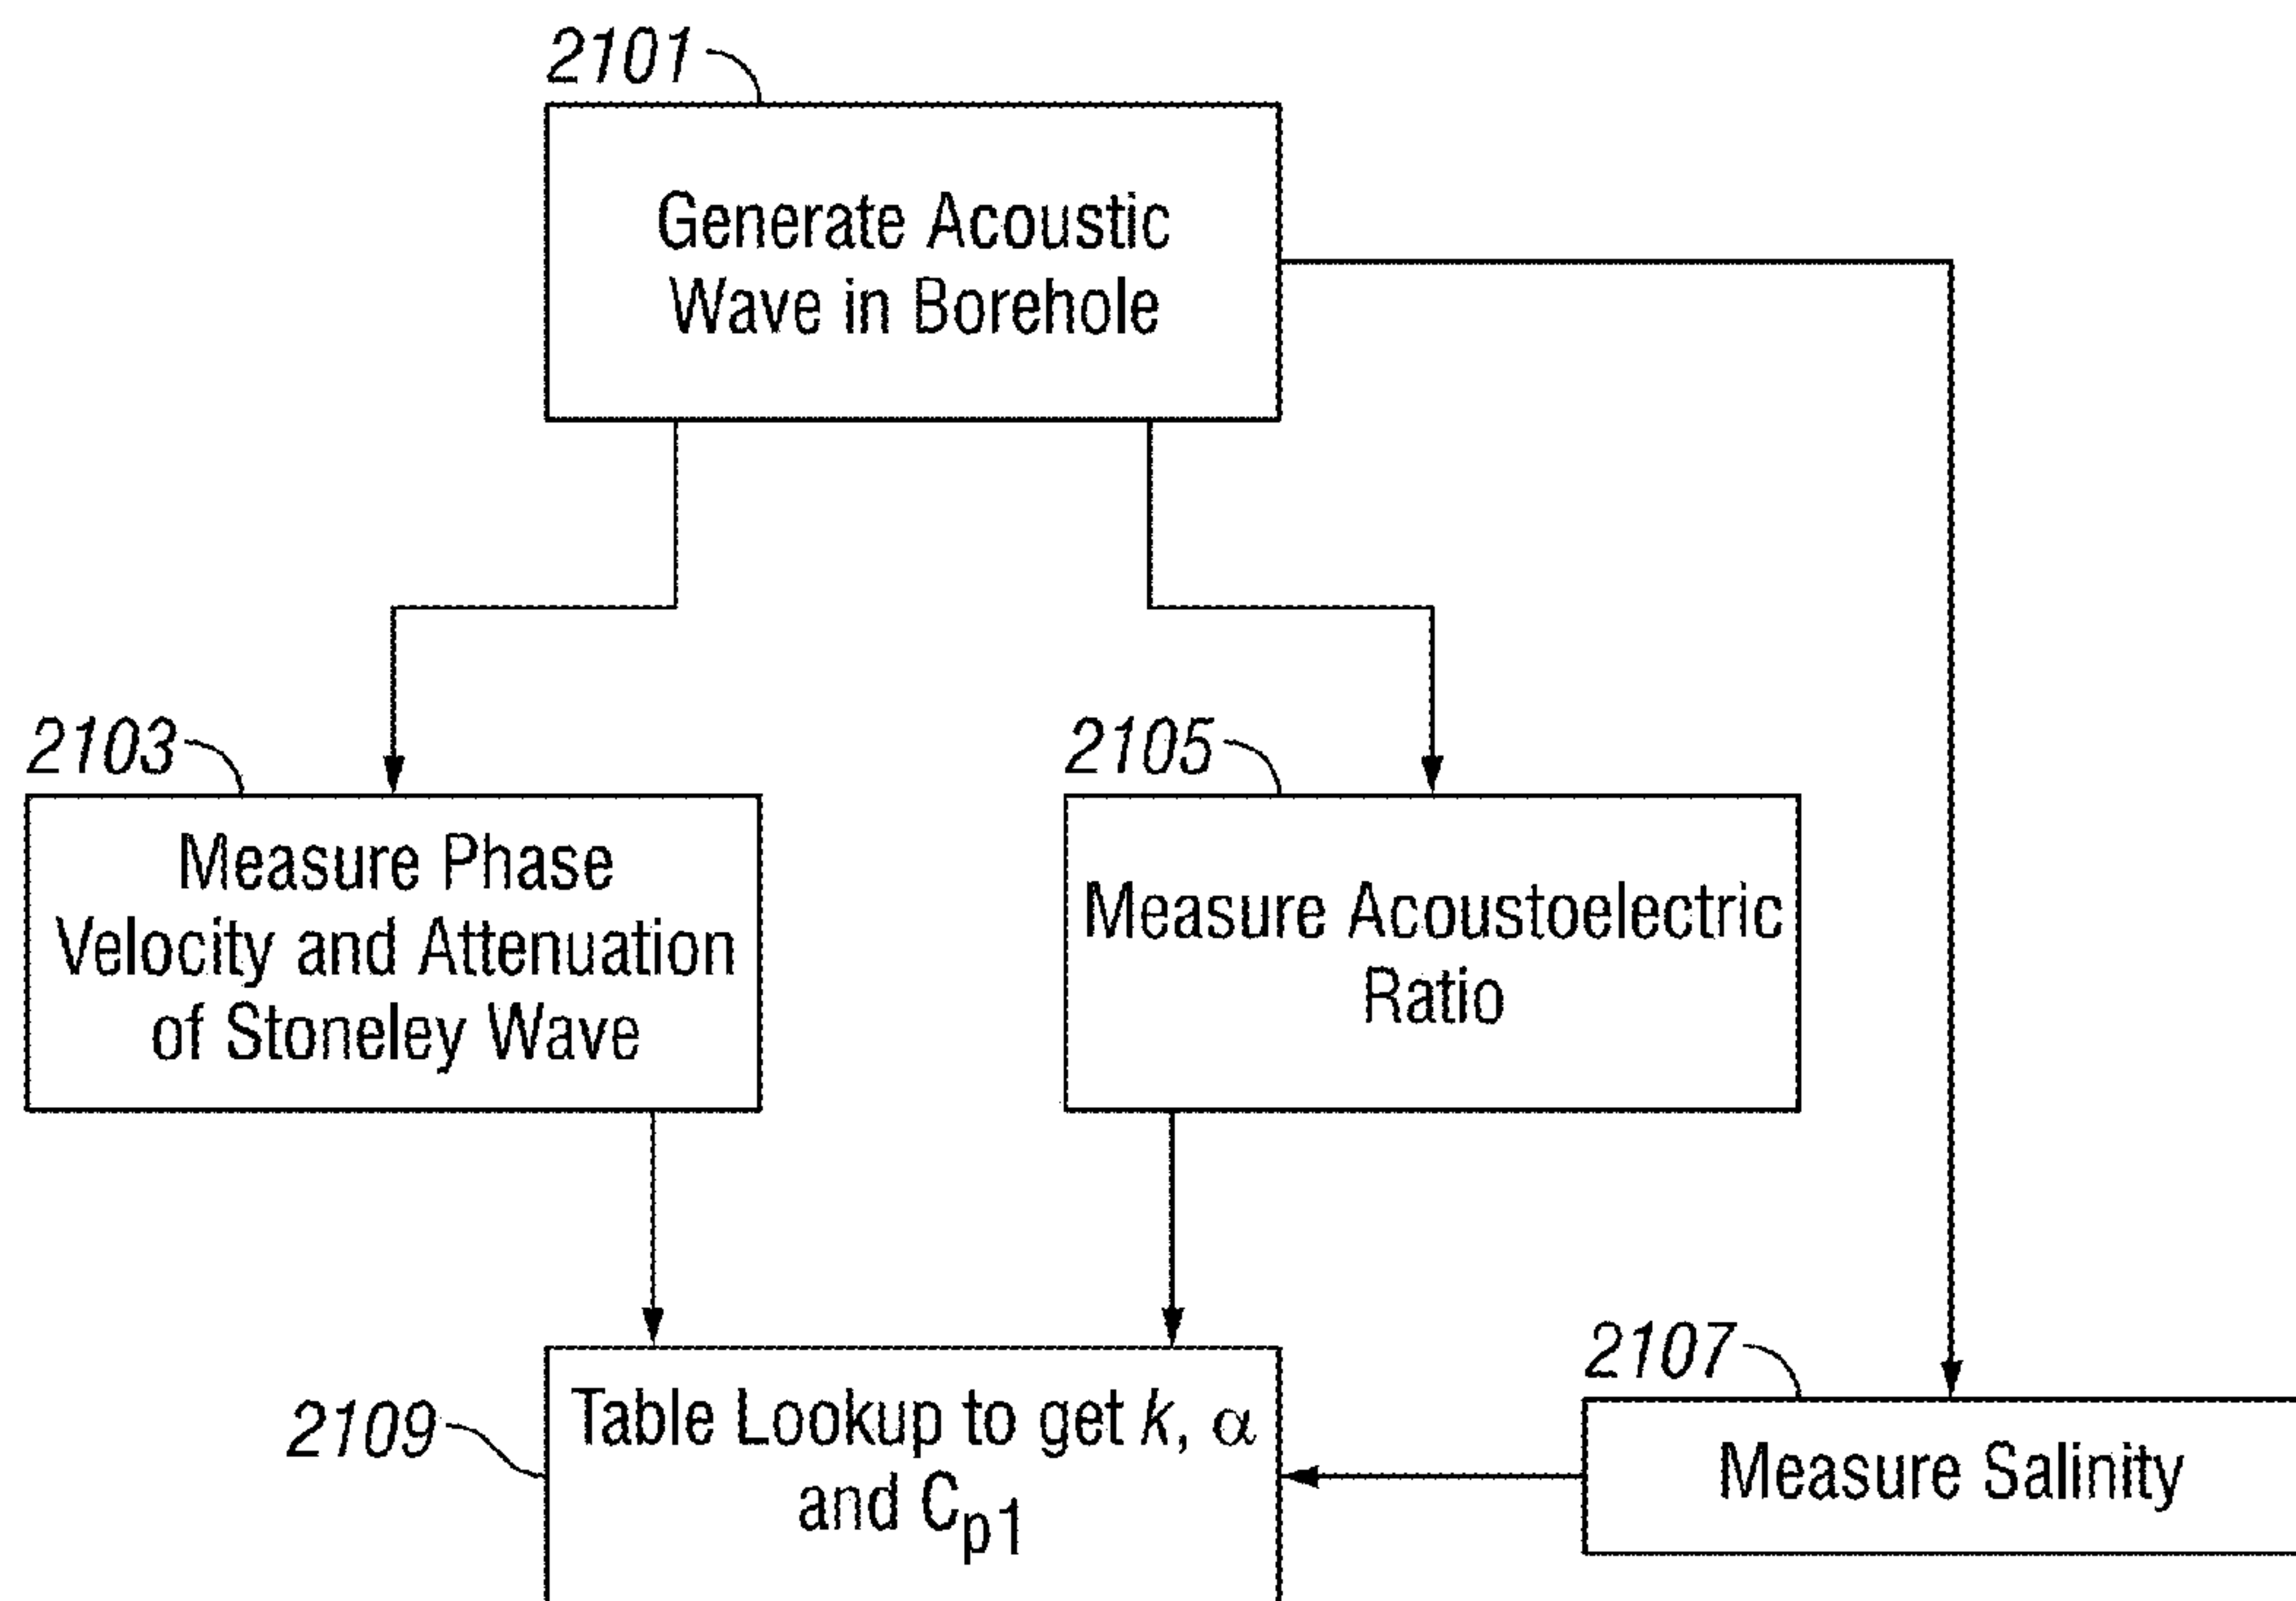 2101
Generate Acoustic
Wave in Borehole
2103
Measure Phase
Velocity and Attenuation
of Stoneley Wave
2105
Measure Acoustoelectric
Ratio
2107
Measure Salinity
2109
Table Lookup to get k, α
and Cp1